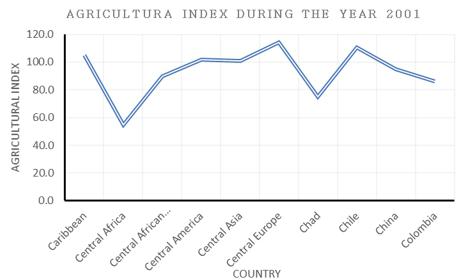 AGRICULTURA INDEX DURING THE YEAR 2001
AGRICULTURAL INDEX
120.0
100.0
80.0
60.0
40.0
20.0
0.0
Caribbean
Central Africa
Central African...
Central America
Central Asia
Central Europe
Chad
Chile
China
Colombia
COUNTRY